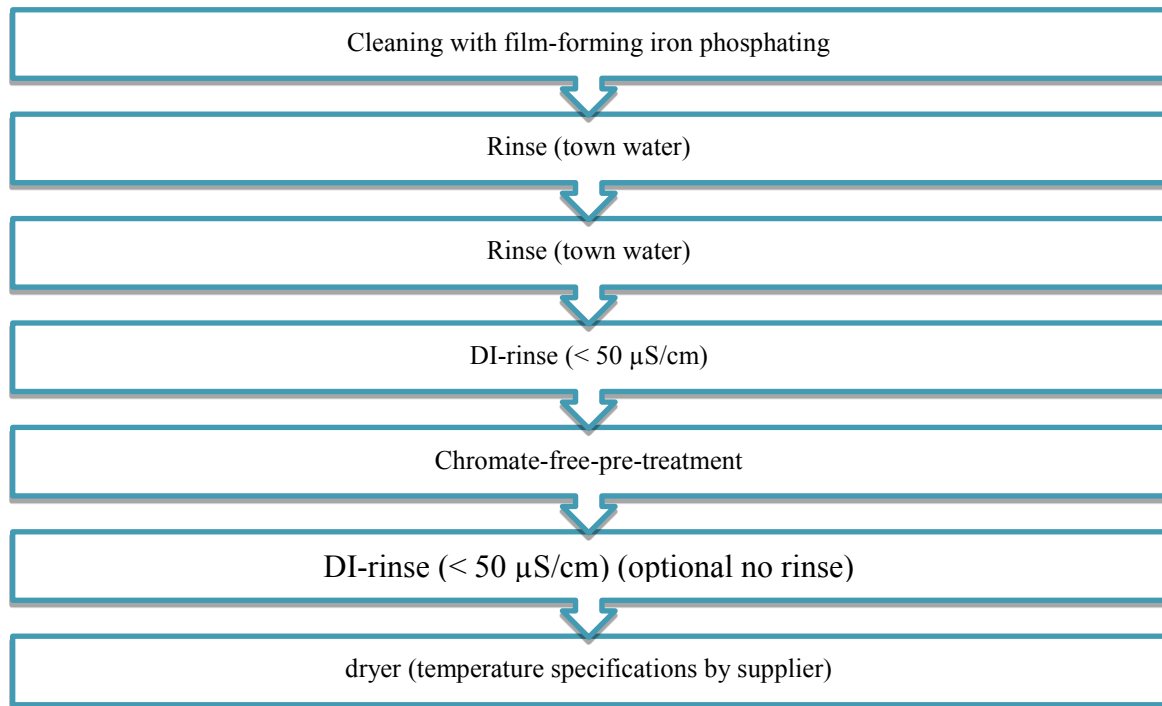 Cleaning with film-forming iron phosphating
Rinse (town water)
Rinse (town water)
DI-rinse (< 50 µS/cm)
Chromate-free-pre-treatment
DI-rinse (< 50 µS/cm) (optional no rinse)
dryer (temperature specifications by supplier)